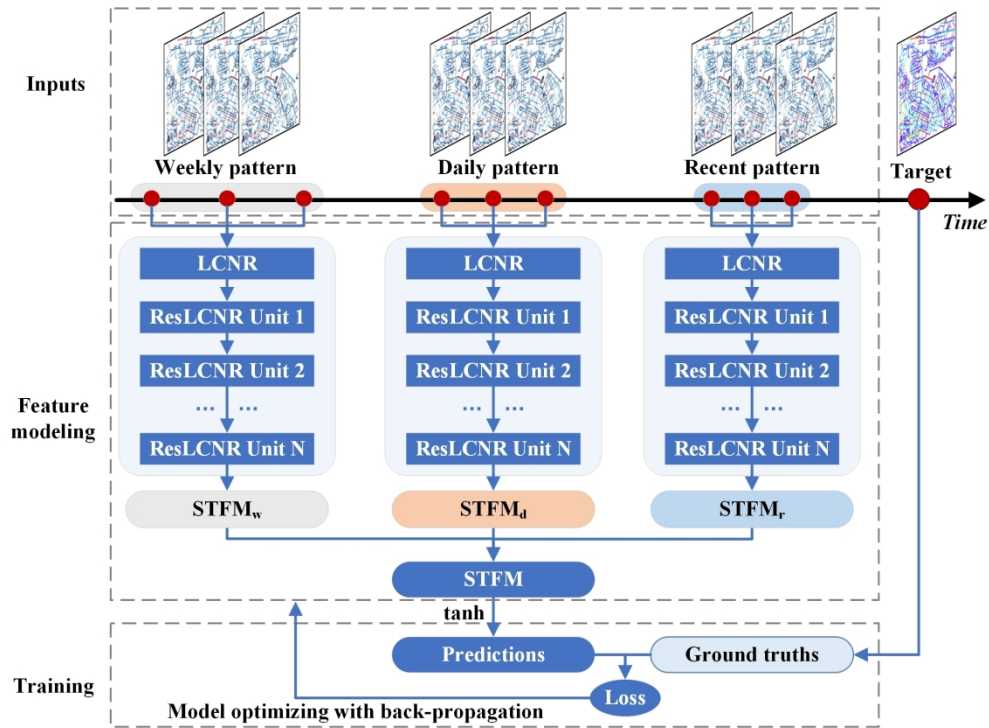 Inputs
Weekly pattern
Daily pattern
Recent pattern
Target
Time
LCNR
LCNR
LCNR
ResLCNR Unit 1
ResLCNR Unit 1
ResLCNR Unit 1
ResLCNR Unit 2
ResLCNR Unit 2
ResLCNR Unit 2
... ...
... ...
... ...
Feature
modeling
ResLCNR Unit N
ResLCNR Unit N
ResLCNR Unit N
STFMw
STFMd
STFMr
STFM
tanh
Predictions
Ground truths
Training
Loss
Model optimizing with back-propagation